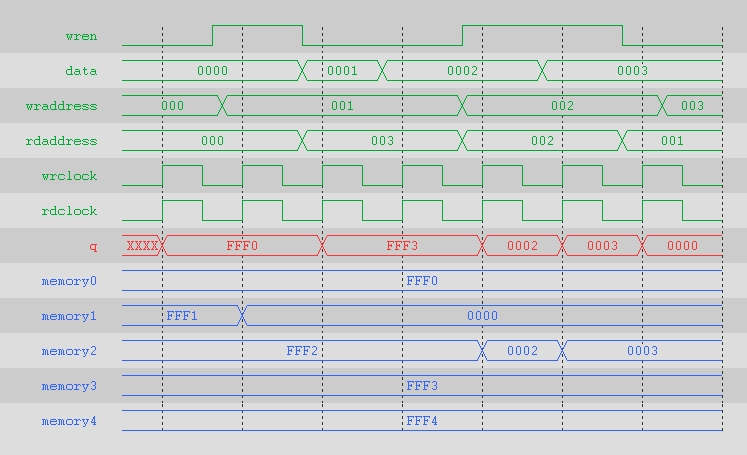 wren
data 0000 0001 0002 0003
wraddress 000 001 002 003
rdaddress 000 003 002 001
wrclock
rdclock
q XXXX FFF0 FFF3 0002 0003 0000
memory0 FFF0
memory1 FFF1 0000
memory2 FFF2 0002 0003
memory3 FFF3
memory4 FFF4